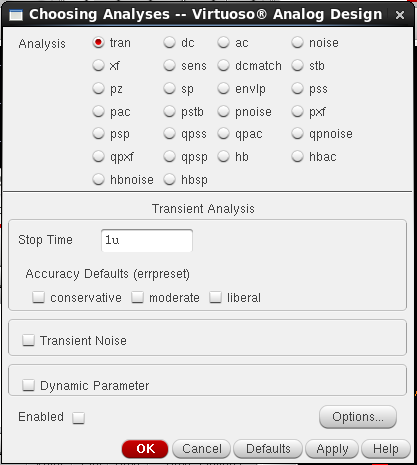 Choosing Analyses -- Virtuoso® Analog Design
Analysis tran dc ac noise
xf sens dcmatch stb
pz sp envlp pss
pac pstb pnoise pxf
psp qpss qpac qpnoise
qpxf qpsp hb hbac
hbnoise hbsp
Transient Analysis
Stop Time 1u
Accuracy Defaults (errpreset)
conservative moderate liberal
Transient Noise
Dynamic Parameter
Enabled Options...
OK Cancel Defaults Apply Help